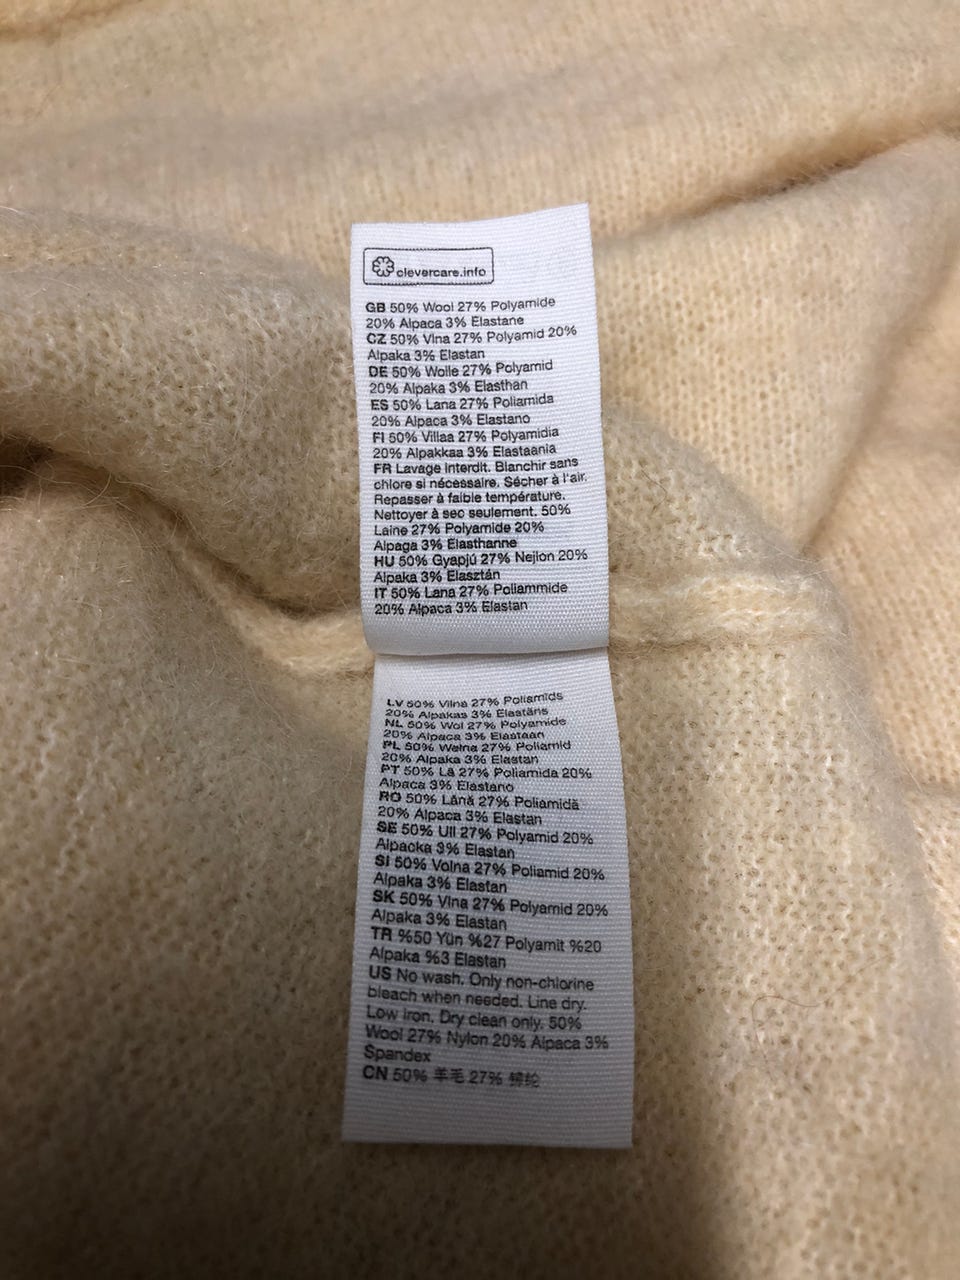 clevercare.info
GB 50% Wool 27% Polyamide
20% Alpaca 3% Elastane
CZ 50% Vlna 27% Polyamid 20%
Alpaka 3% Elastan
DE 50% Wolle 27% Polyamid
20% Alpaka 3% Elasthan
ES 50% Lana 27% Poliamida
20% Alpaca 3% Elastano
FI 50% Villaa 27% Polyamidia
20% Alpakkaa 3% Elastaania
FR Lavage interdit. Blanchir sans
chlore si nécessaire. Sécher à l'air.
Repasser à faible température.
Nettoyer à sec seulement. 50%
Laine 27% Polyamide 20%
Alpaga 3% Elasthanne
HU 50% Gyapjú 27% Nejlon 20%
Alpaka 3% Elasztán
IT 50% Lana 27% Poliammide
20% Alpaca 3% Elastan
LV 50% Vilna 27% Poliamīds
20% Alpakas 3% Elastāns
NL 50% Wol 27% Polyamide
20% Alpaca 3% Elastaan
PL 50% Wełna 27% Poliamid
20% Alpaka 3% Elastan
PT 50% Lã 27% Poliamida 20%
Alpaca 3% Elastano
RO 50% Lână 27% Poliamidă
20% Alpaca 3% Elastan
SE 50% Ull 27% Polyamid 20%
Alpacka 3% Elastan
SI 50% Volna 27% Poliamid 20%
Alpaka 3% Elastan
SK 50% Vlna 27% Polyamid 20%
Alpaka 3% Elastan
TR %50 Yün %27 Polyamit %20
Alpaka %3 Elastan
US No wash. Only non-chlorine
bleach when needed. Line dry.
Low iron. Dry clean only. 50%
Wool 27% Nylon 20% Alpaca 3%
Spandex
CN 50% 羊毛 27% 锦纶